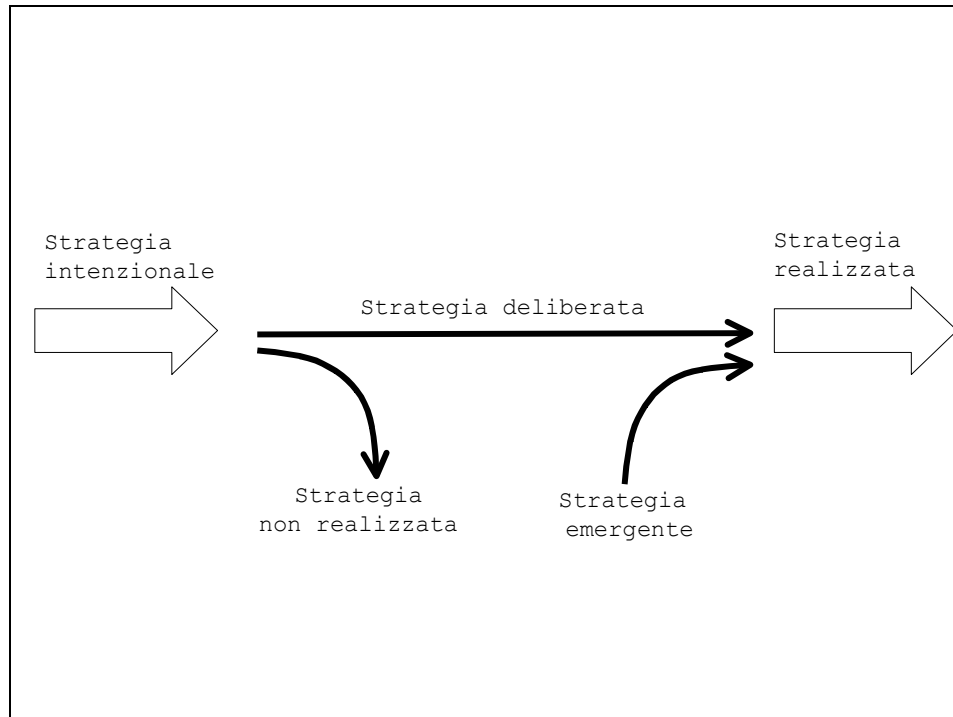 Strategia
intenzionale
Strategia
realizzata
Strategia deliberata
Strategia
non realizzata
Strategia
emergente